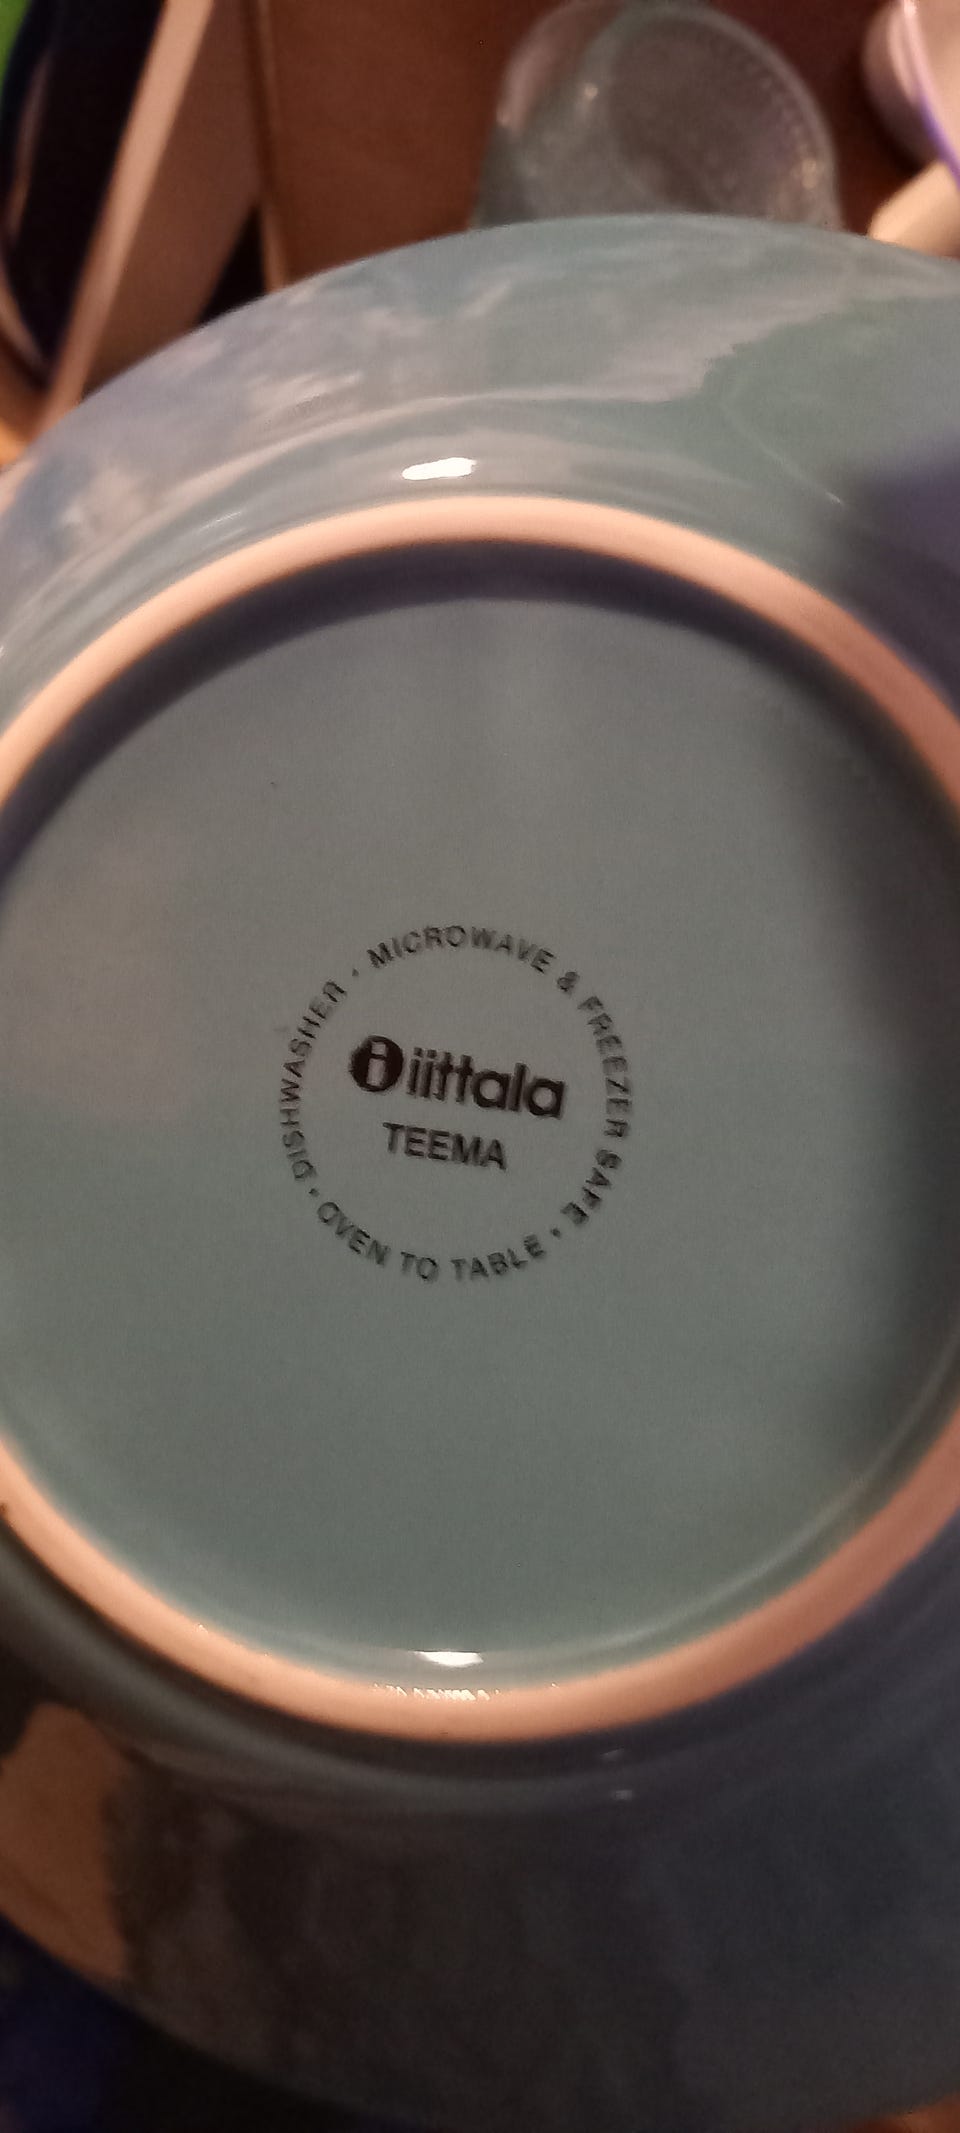 • MICROWAVE & FREEZER SAFE • OVEN TO TABLE • DISHWASHER
iittala
TEEMA